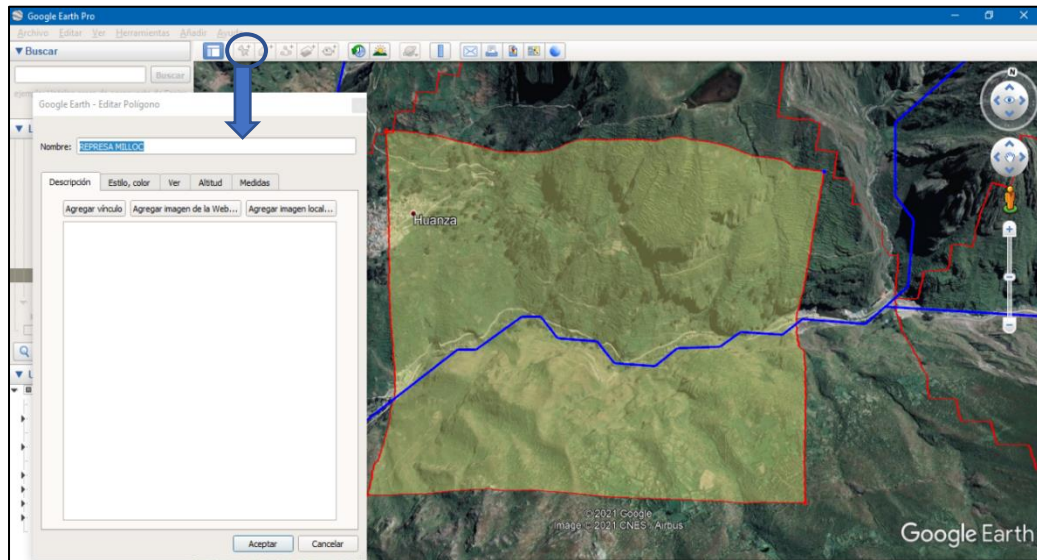 Google Earth Pro
Archivo Editar Ver Herramientas Añadir Ayuda
Buscar
Buscar
Google Earth - Editar Polígono
Nombre: REPRESA MILLOC
Descripción Estilo, color Ver Altitud Medidas
Agregar vínculo Agregar imagen de la Web... Agregar imagen local...
Aceptar Cancelar
N
Huanza
© 2021 Google
Image © 2021 CNES / Airbus
Google Earth